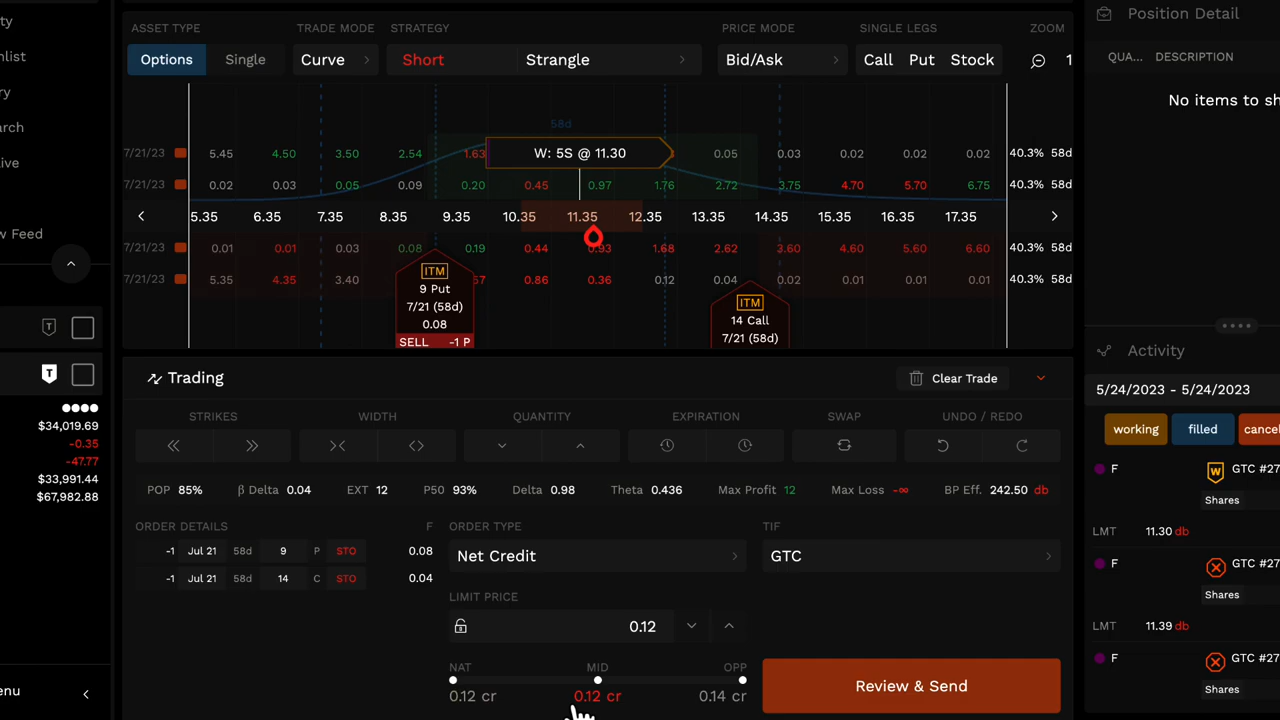 ty
hlist
ry
arch
ive
w Feed
$34,019.69
-0.35
-47.77
$33,991.44
$67,982.88
enu
ASSET TYPE TRADE MODE STRATEGY PRICE MODE SINGLE LEGS ZOOM
Options Single Curve Short Strangle Bid/Ask Call Put Stock 1
58d
7/21/23 5.45 4.50 3.50 2.54 1.63 W: 5S @ 11.30 0.05 0.03 0.02 0.02 0.02 40.3% 58d
7/21/23 0.02 0.03 0.05 0.09 0.20 0.45 0.97 1.76 2.72 3.75 4.70 5.70 6.75 40.3% 58d
5.35 6.35 7.35 8.35 9.35 10.35 11.35 12.35 13.35 14.35 15.35 16.35 17.35
7/21/23 0.01 0.01 0.03 0.08 0.19 0.44 0.93 1.68 2.62 3.60 4.60 5.60 6.60 40.3% 58d
7/21/23 5.35 4.35 3.40 57 0.86 0.36 0.12 0.04 0.02 0.01 0.01 0.01 40.3% 58d
ITM
9 Put
7/21 (58d)
0.08
SELL -1 P
ITM
14 Call
7/21 (58d)
Trading Clear Trade
STRIKES WIDTH QUANTITY EXPIRATION SWAP UNDO / REDO
POP 85% β Delta 0.04 EXT 12 P50 93% Delta 0.98 Theta 0.436 Max Profit 12 Max Loss -∞ BP Eff. 242.50 db
ORDER DETAILS F
-1 Jul 21 58d 9 P STO 0.08
-1 Jul 21 58d 14 C STO 0.04
ORDER TYPE TIF
Net Credit GTC
LIMIT PRICE
0.12
NAT MID OPP
0.12 cr 0.12 cr 0.14 cr
Review & Send
Position Detail
QUA... DESCRIPTION
No items to sh
Activity
5/24/2023 - 5/24/2023
working filled cancel
F W GTC #27
Shares
LMT 11.30 db
F GTC #27
Shares
LMT 11.39 db
F GTC #27
Shares